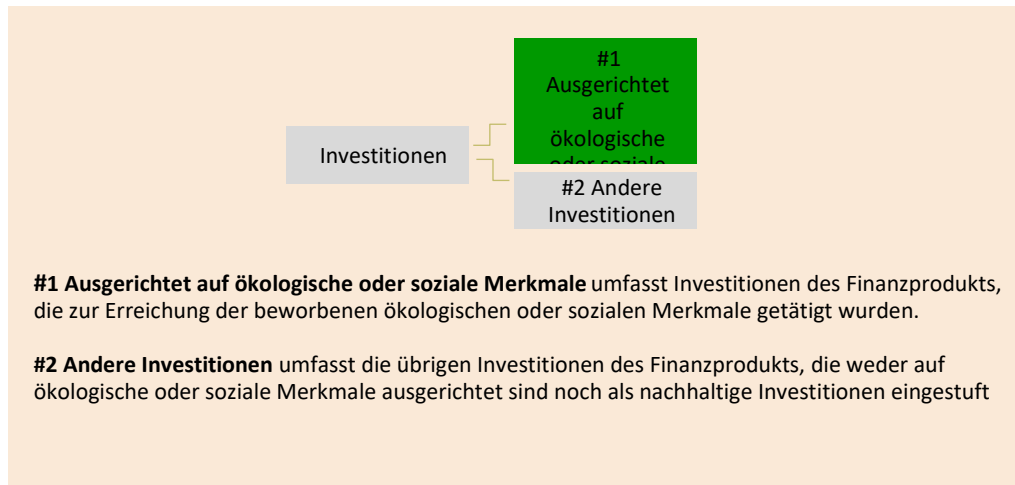 #1
Ausgerichtet
auf
ökologische
oder soziale
Investitionen
#2 Andere
Investitionen
#1 Ausgerichtet auf ökologische oder soziale Merkmale umfasst Investitionen des Finanzprodukts,
die zur Erreichung der beworbenen ökologischen oder sozialen Merkmale getätigt wurden.
#2 Andere Investitionen umfasst die übrigen Investitionen des Finanzprodukts, die weder auf
ökologische oder soziale Merkmale ausgerichtet sind noch als nachhaltige Investitionen eingestuft